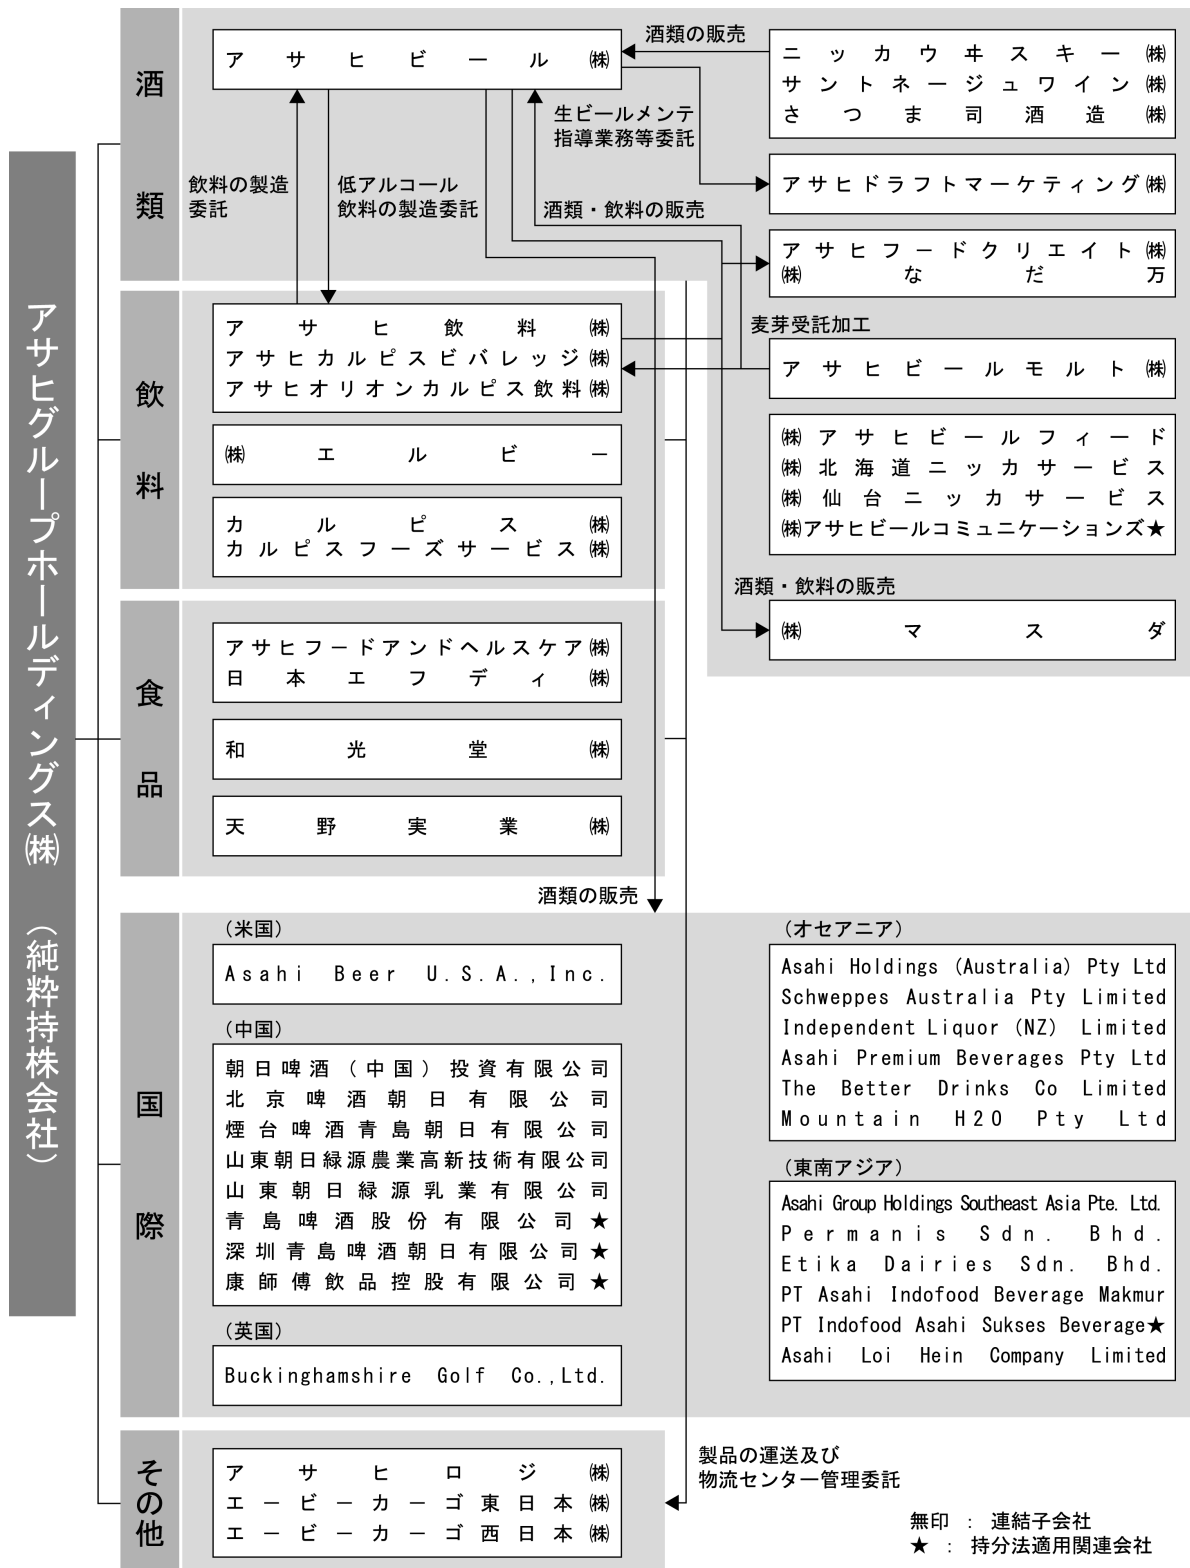 アサヒグループホールディングス㈱ （純粋持株会社）
酒類
アサヒビール㈱
酒類の販売
ニッカウヰスキー㈱
サントネージュワイン㈱
さつま司酒造㈱
生ビールメンテ
指導業務等委託
アサヒドラフトマーケティング㈱
飲料の製造
委託
低アルコール
飲料の製造委託
酒類・飲料の販売
アサヒフードクリエイト㈱
㈱なだ万
飲料
アサヒ飲料㈱
アサヒカルピスビバレッジ㈱
アサヒオリオンカルピス飲料㈱
麦芽受託加工
アサヒビールモルト㈱
㈱エルビー
㈱アサヒビールフィード
㈱北海道ニッカサービス
㈱仙台ニッカサービス
㈱アサヒビールコミュニケーションズ★
カルピス㈱
カルピスフーズサービス㈱
酒類・飲料の販売
㈱マスダ
食品
アサヒフードアンドヘルスケア㈱
日本エフディ㈱
和光堂㈱
天野実業㈱
酒類の販売
国際
（米国）
Asahi Beer U.S.A.,Inc.
（中国）
朝日啤酒（中国）投資有限公司
北京啤酒朝日有限公司
煙台啤酒青島朝日有限公司
山東朝日緑源農業高新技術有限公司
山東朝日緑源乳業有限公司
青島啤酒股份有限公司★
深圳青島啤酒朝日有限公司★
康師傅飲品控股有限公司★
（英国）
Buckinghamshire Golf Co.,Ltd.
（オセアニア）
Asahi Holdings (Australia) Pty Ltd
Schweppes Australia Pty Limited
Independent Liquor (NZ) Limited
Asahi Premium Beverages Pty Ltd
The Better Drinks Co Limited
Mountain H2O Pty Ltd
（東南アジア）
Asahi Group Holdings Southeast Asia Pte. Ltd.
Permanis Sdn. Bhd.
Etika Dairies Sdn. Bhd.
PT Asahi Indofood Beverage Makmur
PT Indofood Asahi Sukses Beverage★
Asahi Loi Hein Company Limited
その他
アサヒロジ㈱
エービーカーゴ東日本㈱
エービーカーゴ西日本㈱
製品の運送及び
物流センター管理委託
無印 ： 連結子会社
★ ： 持分法適用関連会社